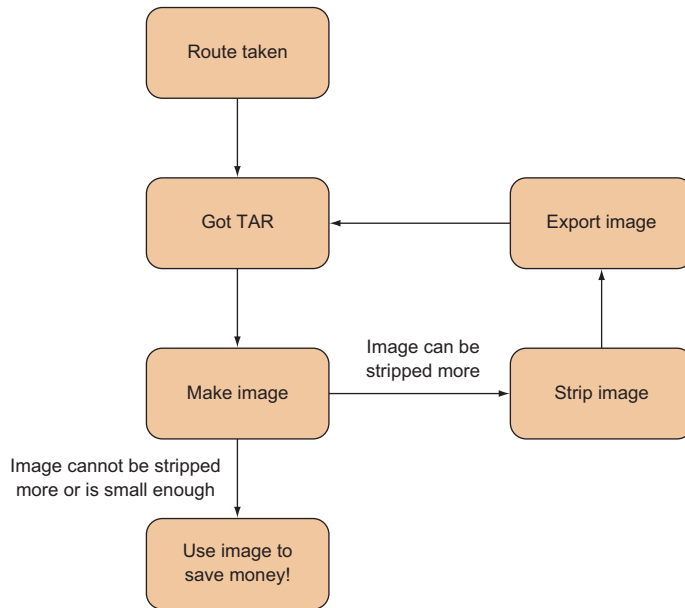 Route taken
Got TAR
Export image
Image can be
stripped more
Make image
Strip image
Image cannot be stripped
more or is small enough
Use image to
save money!